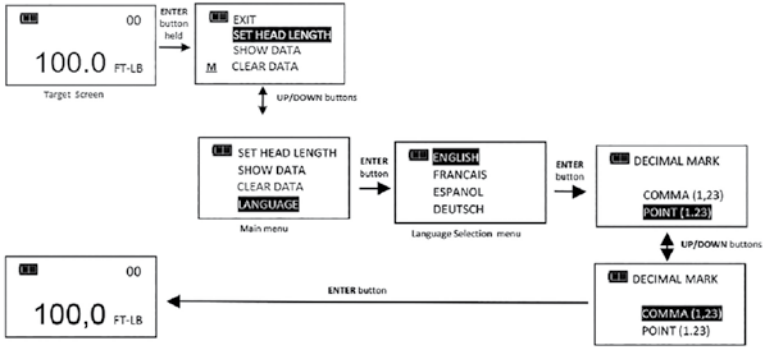 00
100.0 FT-LB
Target Screen
ENTER
button
held
EXIT
SET HEAD LENGTH
SHOW DATA
M CLEAR DATA
UP/DOWN buttons
SET HEAD LENGTH
SHOW DATA
CLEAR DATA
LANGUAGE
Main menu
ENTER
button
ENGLISH
FRANCAIS
ESPANOL
DEUTSCH
Language Selection menu
ENTER
button
DECIMAL MARK
COMMA (1,23)
POINT (1.23)
UP/DOWN buttons
DECIMAL MARK
COMMA (1,23)
POINT (1.23)
ENTER button
00
100,0 FT-LB